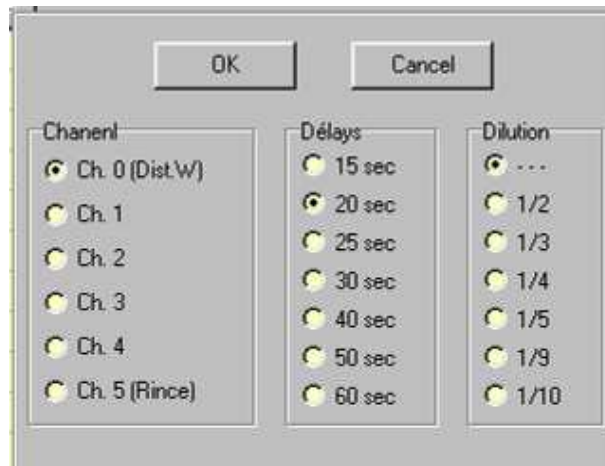 OK Cancel
Chanenl
Ch. 0 (Dist.W)
Ch. 1
Ch. 2
Ch. 3
Ch. 4
Ch. 5 (Rince)
Délays
15 sec
20 sec
25 sec
30 sec
40 sec
50 sec
60 sec
Dilution
---
1/2
1/3
1/4
1/5
1/9
1/10